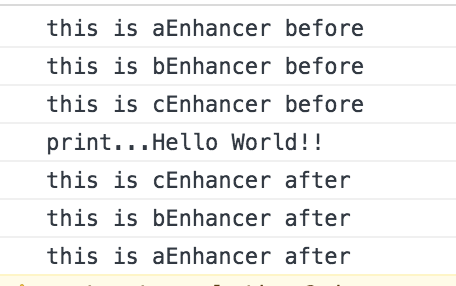 this is aEnhancer before
this is bEnhancer before
this is cEnhancer before
print...Hello World!!
this is cEnhancer after
this is bEnhancer after
this is aEnhancer after